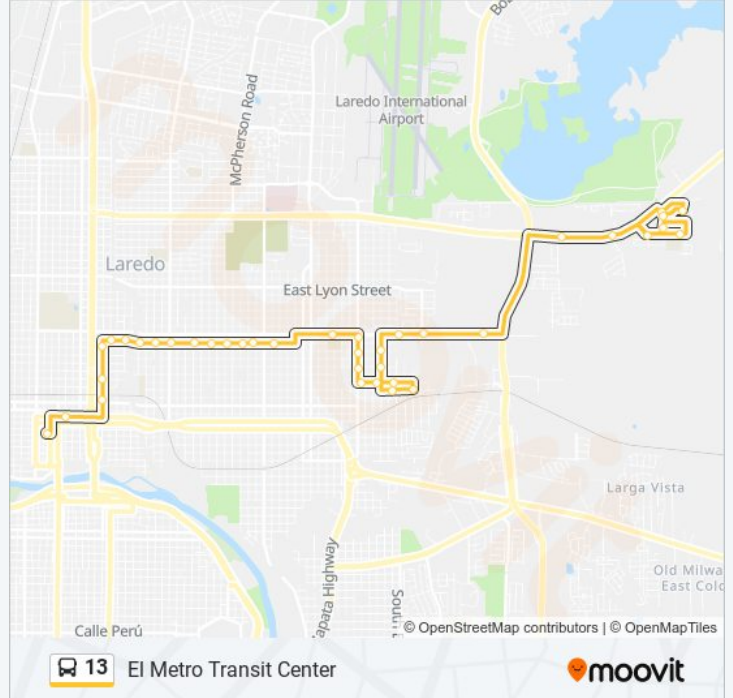 Laredo International
Airport
McPherson Road
Laredo
East Lyon Street
Larga Vista
Old Milwa
East Colo
Calle Perú
apata Highway
© OpenStreetMap contributors | © OpenMapTiles
13 El Metro Transit Center
moovit